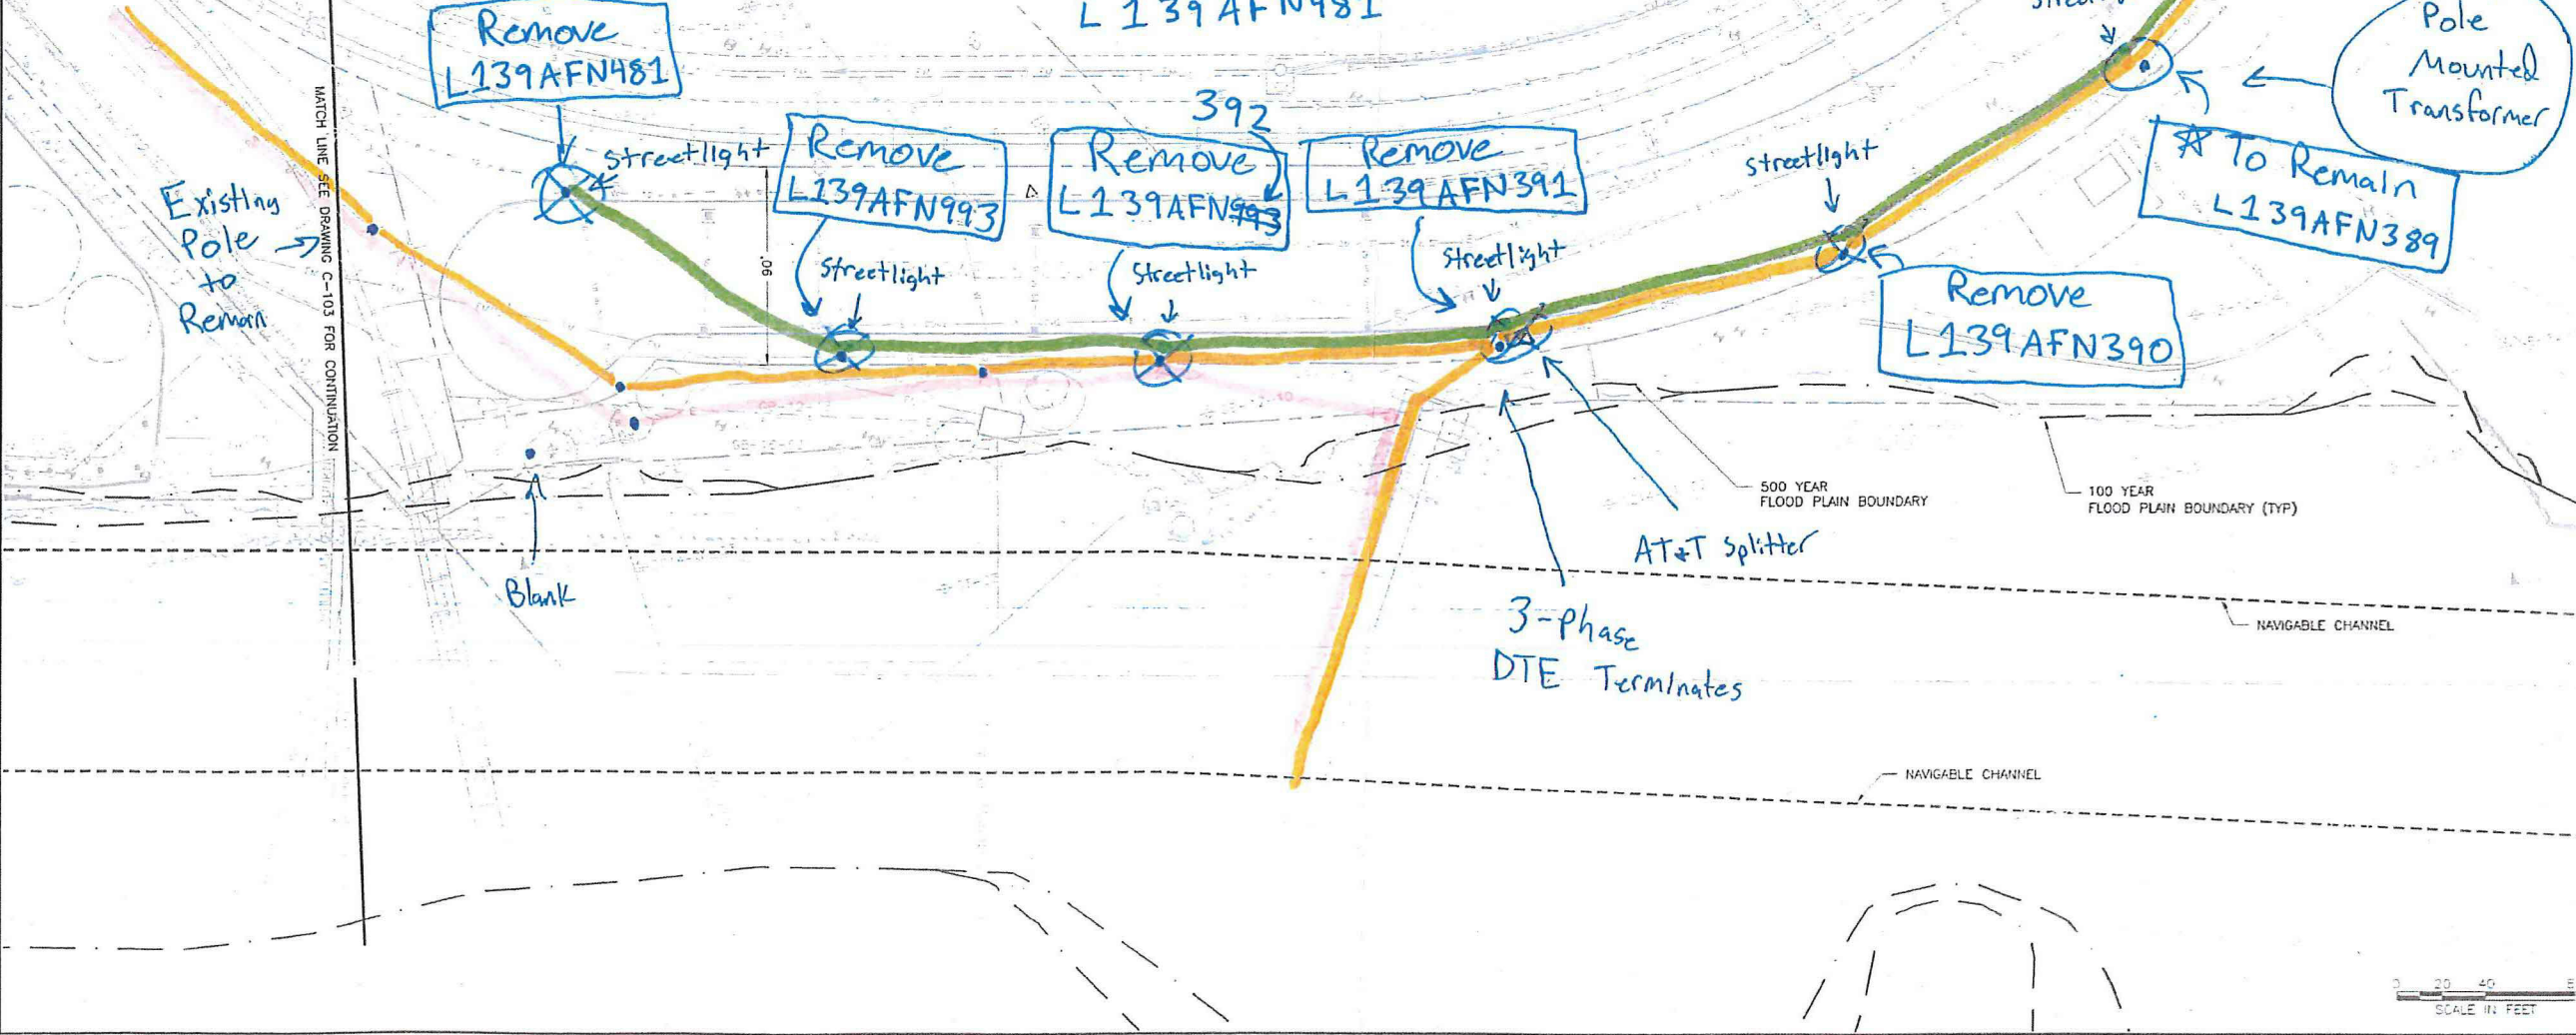 L139AFN481
Remove
L139AFN481
Pole
Mounted
Transformer
streetlight
Remove
L139AFN993
392
Remove
L139AFN993
Remove
L139AFN391
streetlight
To Remain
L139AFN389
Existing
Pole
to
Reman
MATCH LINE SEE DRAWING C-103 FOR CONTINUATION
90
streetlight
streetlight
streetlight
Remove
L139AFN390
500 YEAR
FLOOD PLAIN BOUNDARY
100 YEAR
FLOOD PLAIN BOUNDARY (TYP)
AT&T splitter
Blank
3-phase
DTE Terminates
NAVIGABLE CHANNEL
NAVIGABLE CHANNEL
0 20 40
SCALE IN FEET